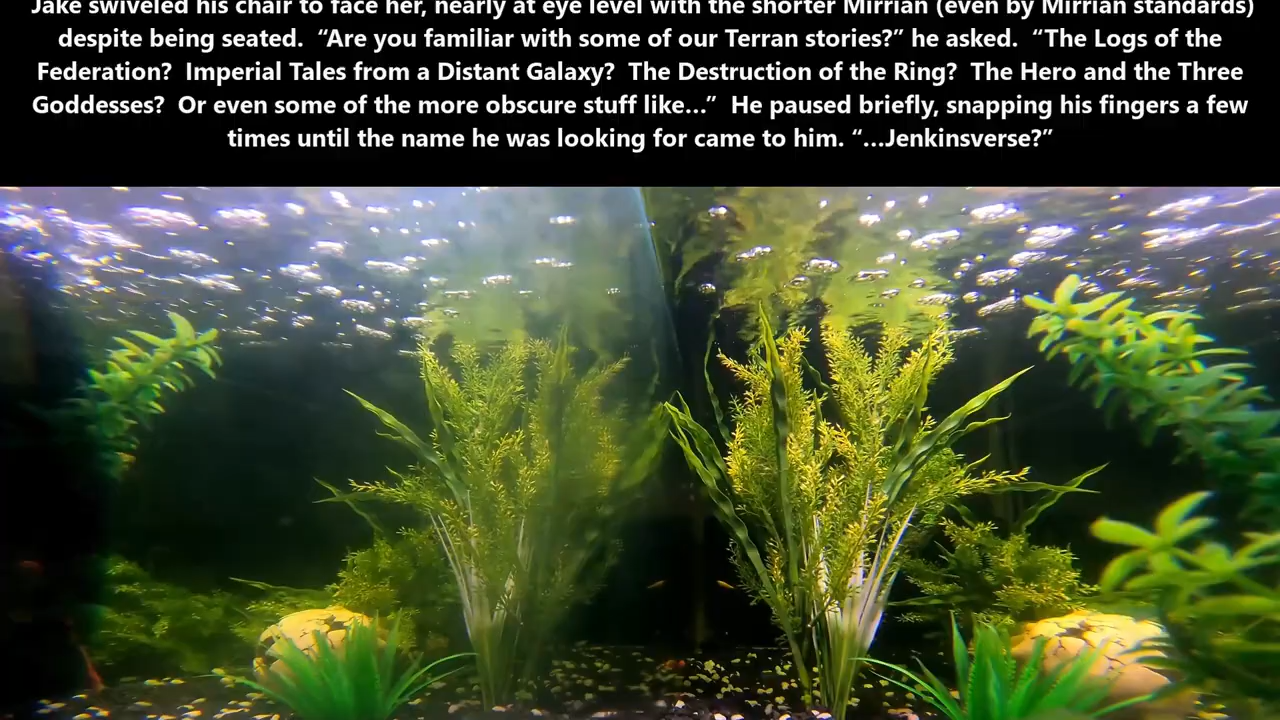 Jake swiveled his chair to face her, nearly at eye level with the shorter Mirrian (even by Mirrian standards)
despite being seated.  “Are you familiar with some of our Terran stories?” he asked.  “The Logs of the
Federation?  Imperial Tales from a Distant Galaxy?  The Destruction of the Ring?  The Hero and the Three
Goddesses?  Or even some of the more obscure stuff like…”  He paused briefly, snapping his fingers a few
times until the name he was looking for came to him. “…Jenkinsverse?”